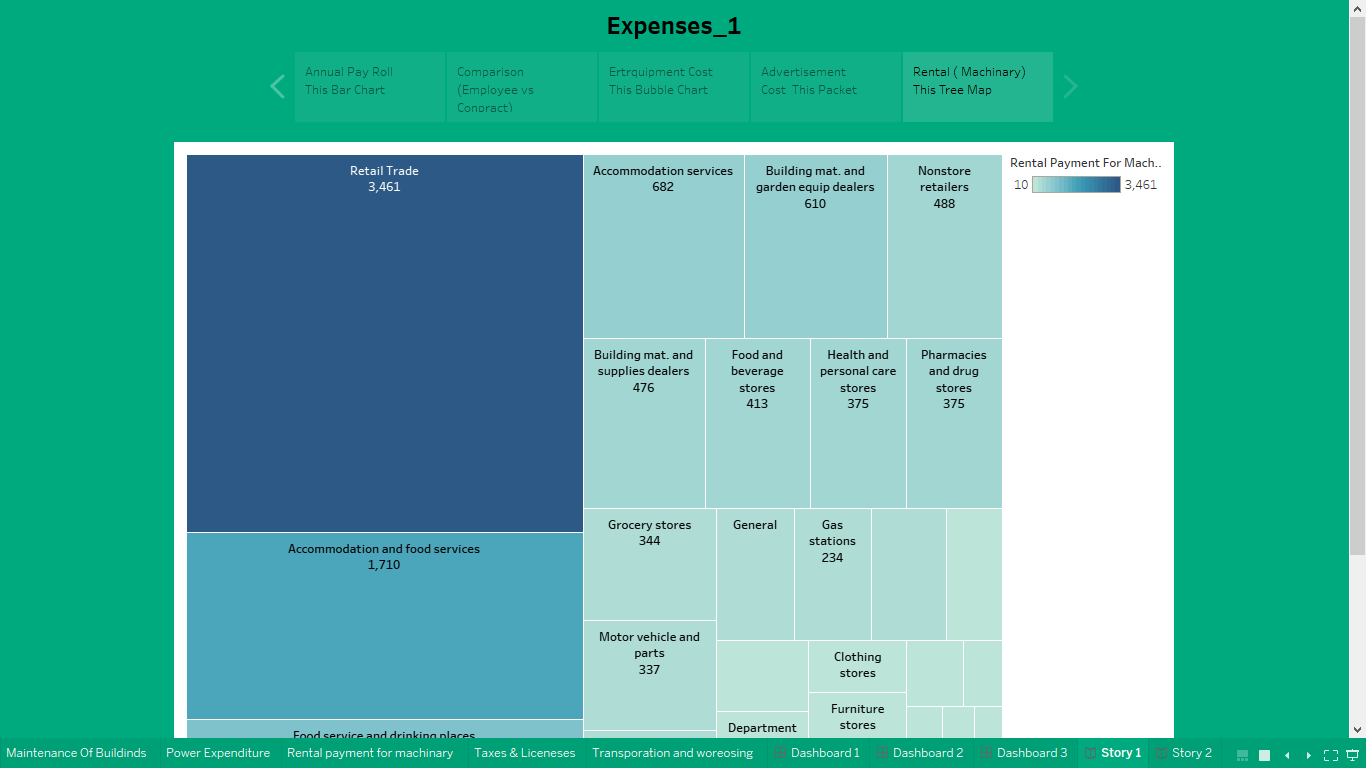 Expenses_1
Annual Pay Roll
This Bar Chart
Comparison
(Employee vs
Conpract)
Ertrquipment Cost
This Bubble Chart
Advertisement
Cost This Packet
Rental ( Machinary)
This Tree Map
Retail Trade
3,461
Accommodation services
682
Building mat. and
garden equip dealers
610
Nonstore
retailers
488
Rental Payment For Mach..
10
3,461
Building mat. and
supplies dealers
476
Food and
beverage
stores
413
Health and
personal care
stores
375
Pharmacies
and drug
stores
375
Grocery stores
344
General
Gas
stations
234
Accommodation and food services
1,710
Motor vehicle and
parts
337
Clothing
stores
Furniture
stores
Department
Food service and drinking places
Maintenance Of Buildinds
Power Expenditure
Rental payment for machinary
Taxes & Liceneses
Transporation and woreosing
Dashboard 1
Dashboard 2
Dashboard 3
Story 1
Story 2